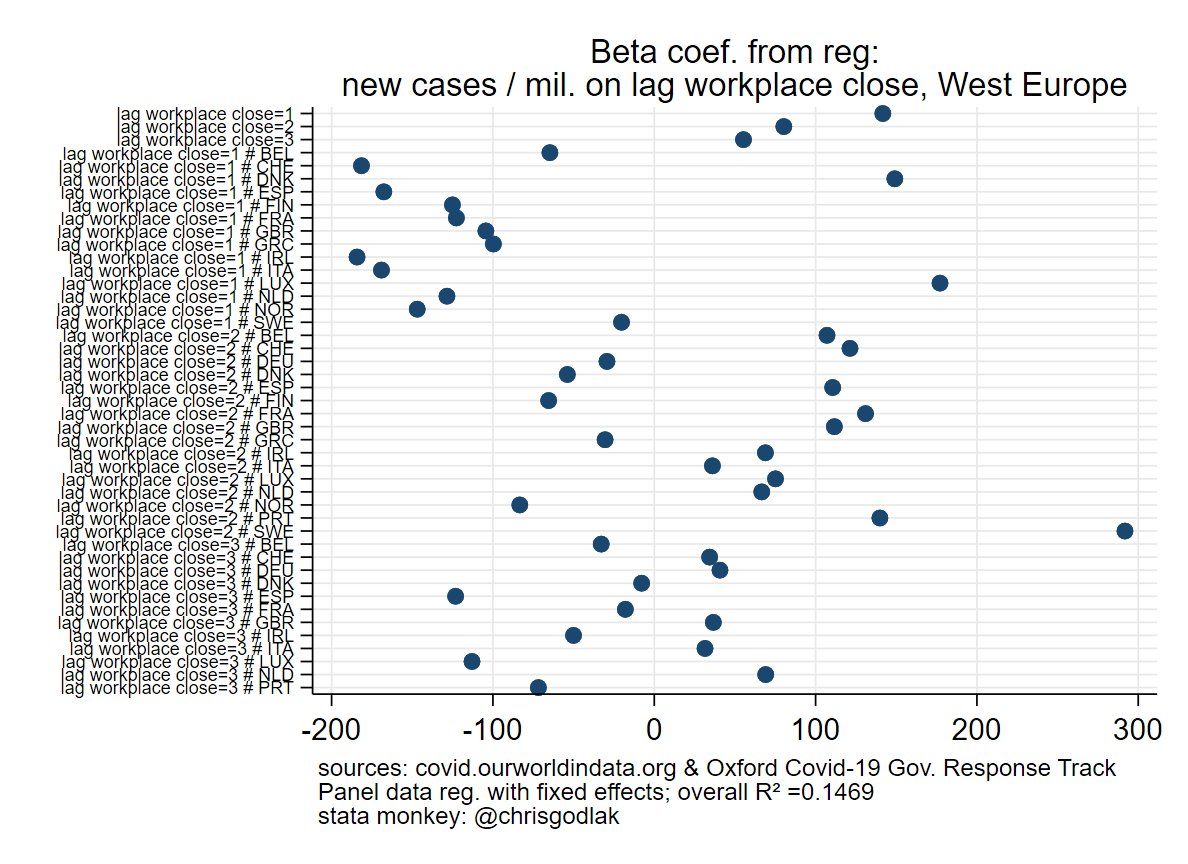 Beta coef. from reg:
new cases / mil. on lag workplace close, West Europe
lag workplace close=1
lag workplace close=2
lag workplace close=3
lag workplace close=1 # BEL
lag workplace close=1 # CHE
lag workplace close=1 # DNK
lag workplace close=1 # ESP
lag workplace close=1 # FIN
lag workplace close=1 # FRA
lag workplace close=1 # GBR
lag workplace close=1 # GRC
lag workplace close=1 # IRL
lag workplace close=1 # ITA
lag workplace close=1 # LUX
lag workplace close=1 # NLD
lag workplace close=1 # NOR
lag workplace close=1 # SWE
lag workplace close=2 # BEL
lag workplace close=2 # CHE
lag workplace close=2 # DEU
lag workplace close=2 # DNK
lag workplace close=2 # ESP
lag workplace close=2 # FIN
lag workplace close=2 # FRA
lag workplace close=2 # GBR
lag workplace close=2 # GRC
lag workplace close=2 # IRL
lag workplace close=2 # ITA
lag workplace close=2 # LUX
lag workplace close=2 # NLD
lag workplace close=2 # NOR
lag workplace close=2 # PRT
lag workplace close=2 # SWE
lag workplace close=3 # BEL
lag workplace close=3 # CHE
lag workplace close=3 # DEU
lag workplace close=3 # DNK
lag workplace close=3 # ESP
lag workplace close=3 # FRA
lag workplace close=3 # GBR
lag workplace close=3 # IRL
lag workplace close=3 # ITA
lag workplace close=3 # LUX
lag workplace close=3 # NLD
lag workplace close=3 # PRT
-200 -100 0 100 200 300
sources: covid.ourworldindata.org & Oxford Covid-19 Gov. Response Track
Panel data reg. with fixed effects; overall R² =0.1469
stata monkey: @chrisgodlak